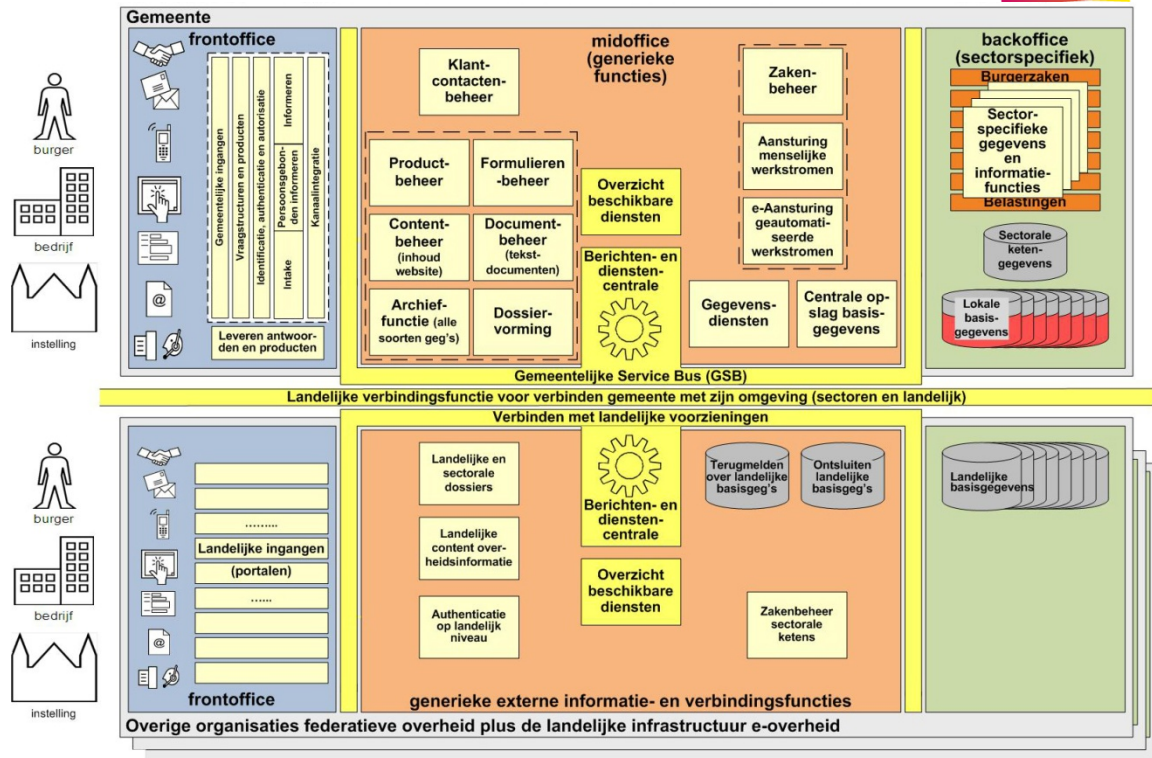 Gemeente
frontoffice
midoffice
(generieke
functies)
backoffice
(sectorspecifiek)
burger
bedrijf
instelling
Gemeentelijke ingangen
Vraagstructuren en producten
Identificatie, authenticatie en autorisatie
Informeren
Persoonsgebon-
den informeren
Intake
Kanaalintegratie
Leveren antwoor-
den en producten
Klant-
contacten-
beheer
Product-
beheer
Formulieren
-beheer
Content-
beheer
(inhoud
website)
Document-
beheer
(tekst-
documenten)
Archief-
functie (alle
soorten geg's)
Dossier-
vorming
Overzicht
beschikbare
diensten
Berichten- en
diensten-
centrale
Zaken-
beheer
Aansturing
menselijke
werkstromen
e-Aansturing
geautomati-
seerde
werkstromen
Gegevens-
diensten
Centrale op-
slag basis-
gegevens
Burgerzaken
Sector-
specifieke
gegevens
en
informatie-
functies
Belastingen
Sectorale
keten-
gegevens
Lokale
basis-
gegevens
Gemeentelijke Service Bus (GSB)
Landelijke verbindingsfunctie voor verbinden gemeente met zijn omgeving (sectoren en landelijk)
Verbinden met landelijke voorzieningen
burger
bedrijf
instelling
………
Landelijke ingangen
(portalen)
……
frontoffice
Landelijke en
sectorale
dossiers
Landelijke
content over-
heidsinformatie
Authenticatie
op landelijk
niveau
Berichten- en
diensten-
centrale
Overzicht
beschikbare
diensten
Terugmelden
over landelijke
basisgeg's
Ontsluiten
landelijke
basisgeg's
Zakenbeheer
sectorale
ketens
Landelijke
basisgegevens
generieke externe informatie- en verbindingsfuncties
Overige organisaties federatieve overheid plus de landelijke infrastructuur e-overheid